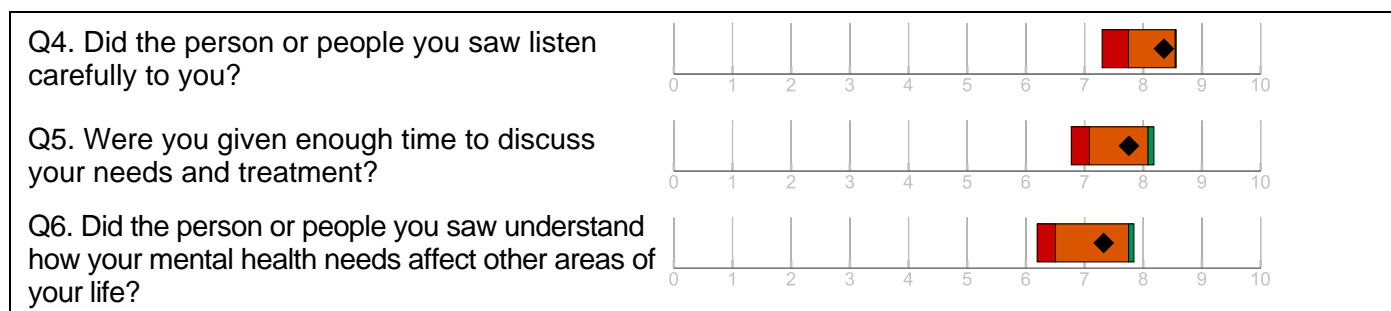 Q4. Did the person or people you saw listen
carefully to you?
0 1 2 3 4 5 6 7 8 9 10
Q5. Were you given enough time to discuss
your needs and treatment?
0 1 2 3 4 5 6 7 8 9 10
Q6. Did the person or people you saw understand
how your mental health needs affect other areas of
your life?
0 1 2 3 4 5 6 7 8 9 10